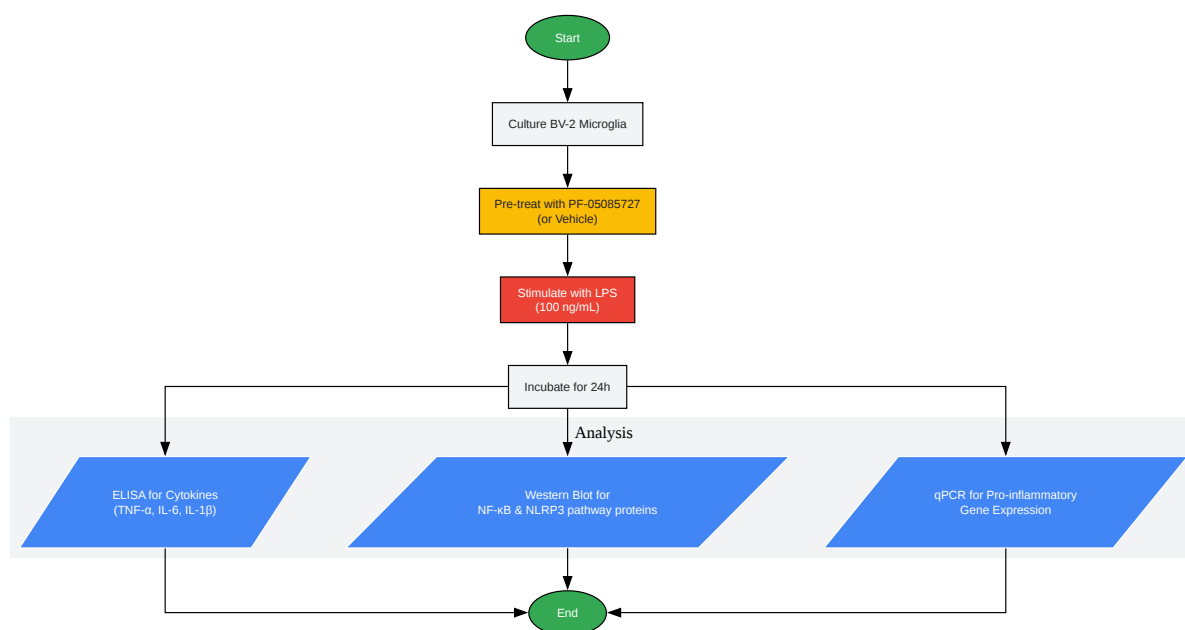 Start
Culture BV-2 Microglia
Pre-treat with PF-05085727
(or Vehicle)
Stimulate with LPS
(100 ng/mL)
Incubate for 24h
Analysis
ELISA for Cytokines
(TNF-α, IL-6, IL-1β)
Western Blot for
NF-κB & NLRP3 pathway proteins
qPCR for Pro-inflammatory
Gene Expression
End